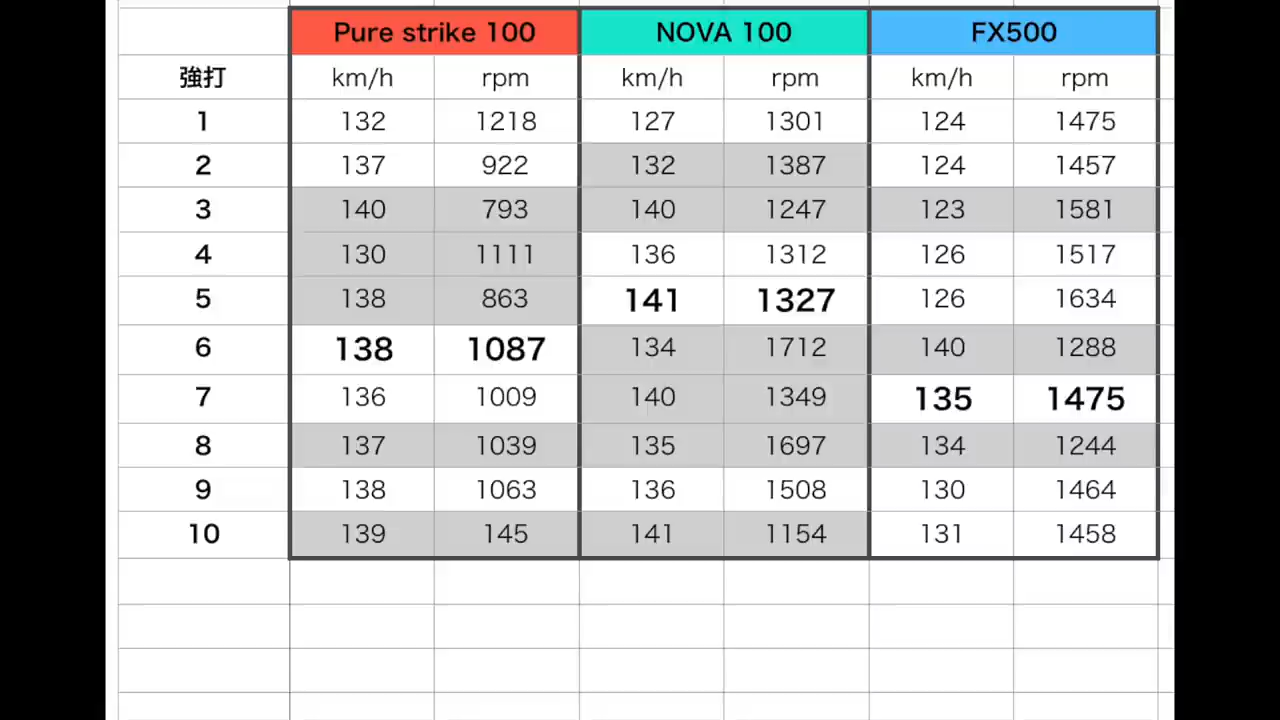 Pure strike 100 NOVA 100 FX500
強打 km/h rpm km/h rpm km/h rpm
1 132 1218 127 1301 124 1475
2 137 922 132 1387 124 1457
3 140 793 140 1247 123 1581
4 130 1111 136 1312 126 1517
5 138 863 141 1327 126 1634
6 138 1087 134 1712 140 1288
7 136 1009 140 1349 135 1475
8 137 1039 135 1697 134 1244
9 138 1063 136 1508 130 1464
10 139 145 141 1154 131 1458